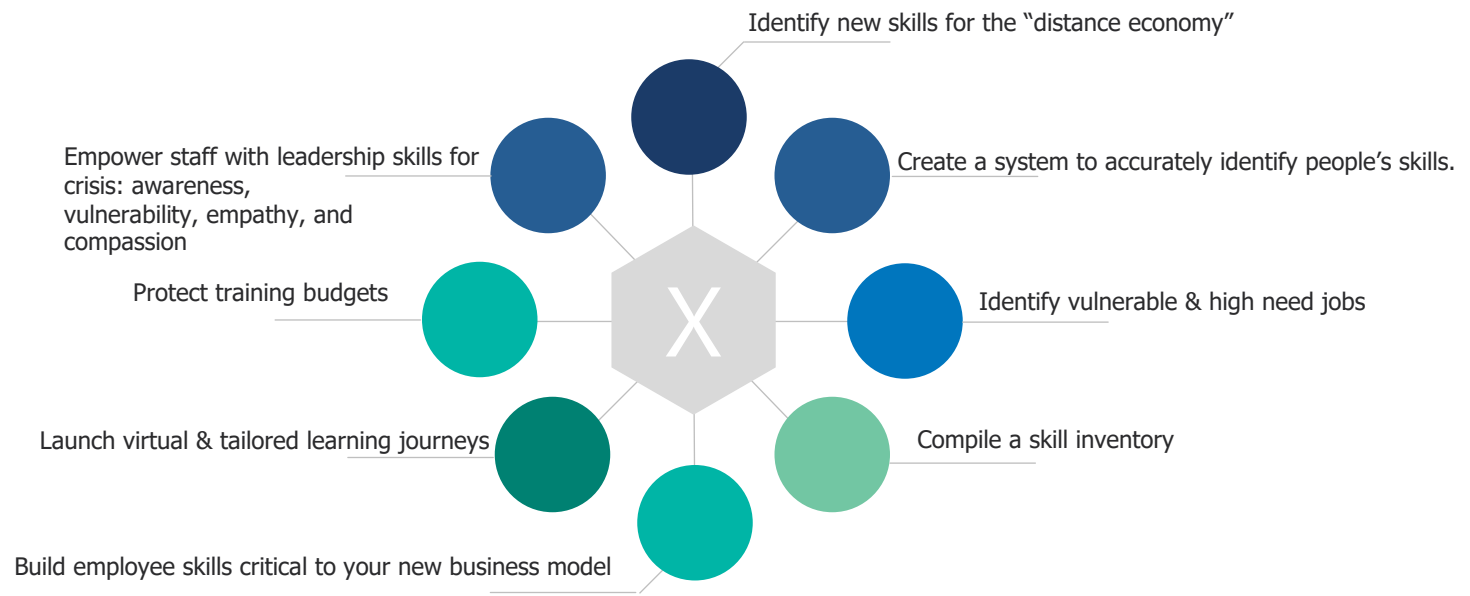 Identify new skills for the “distance economy”
Create a system to accurately identify people’s skills.
Identify vulnerable & high need jobs
Compile a skill inventory
Build employee skills critical to your new business model
Launch virtual & tailored learning journeys
Protect training budgets
Empower staff with leadership skills for
crisis: awareness,
vulnerability, empathy, and
compassion
X